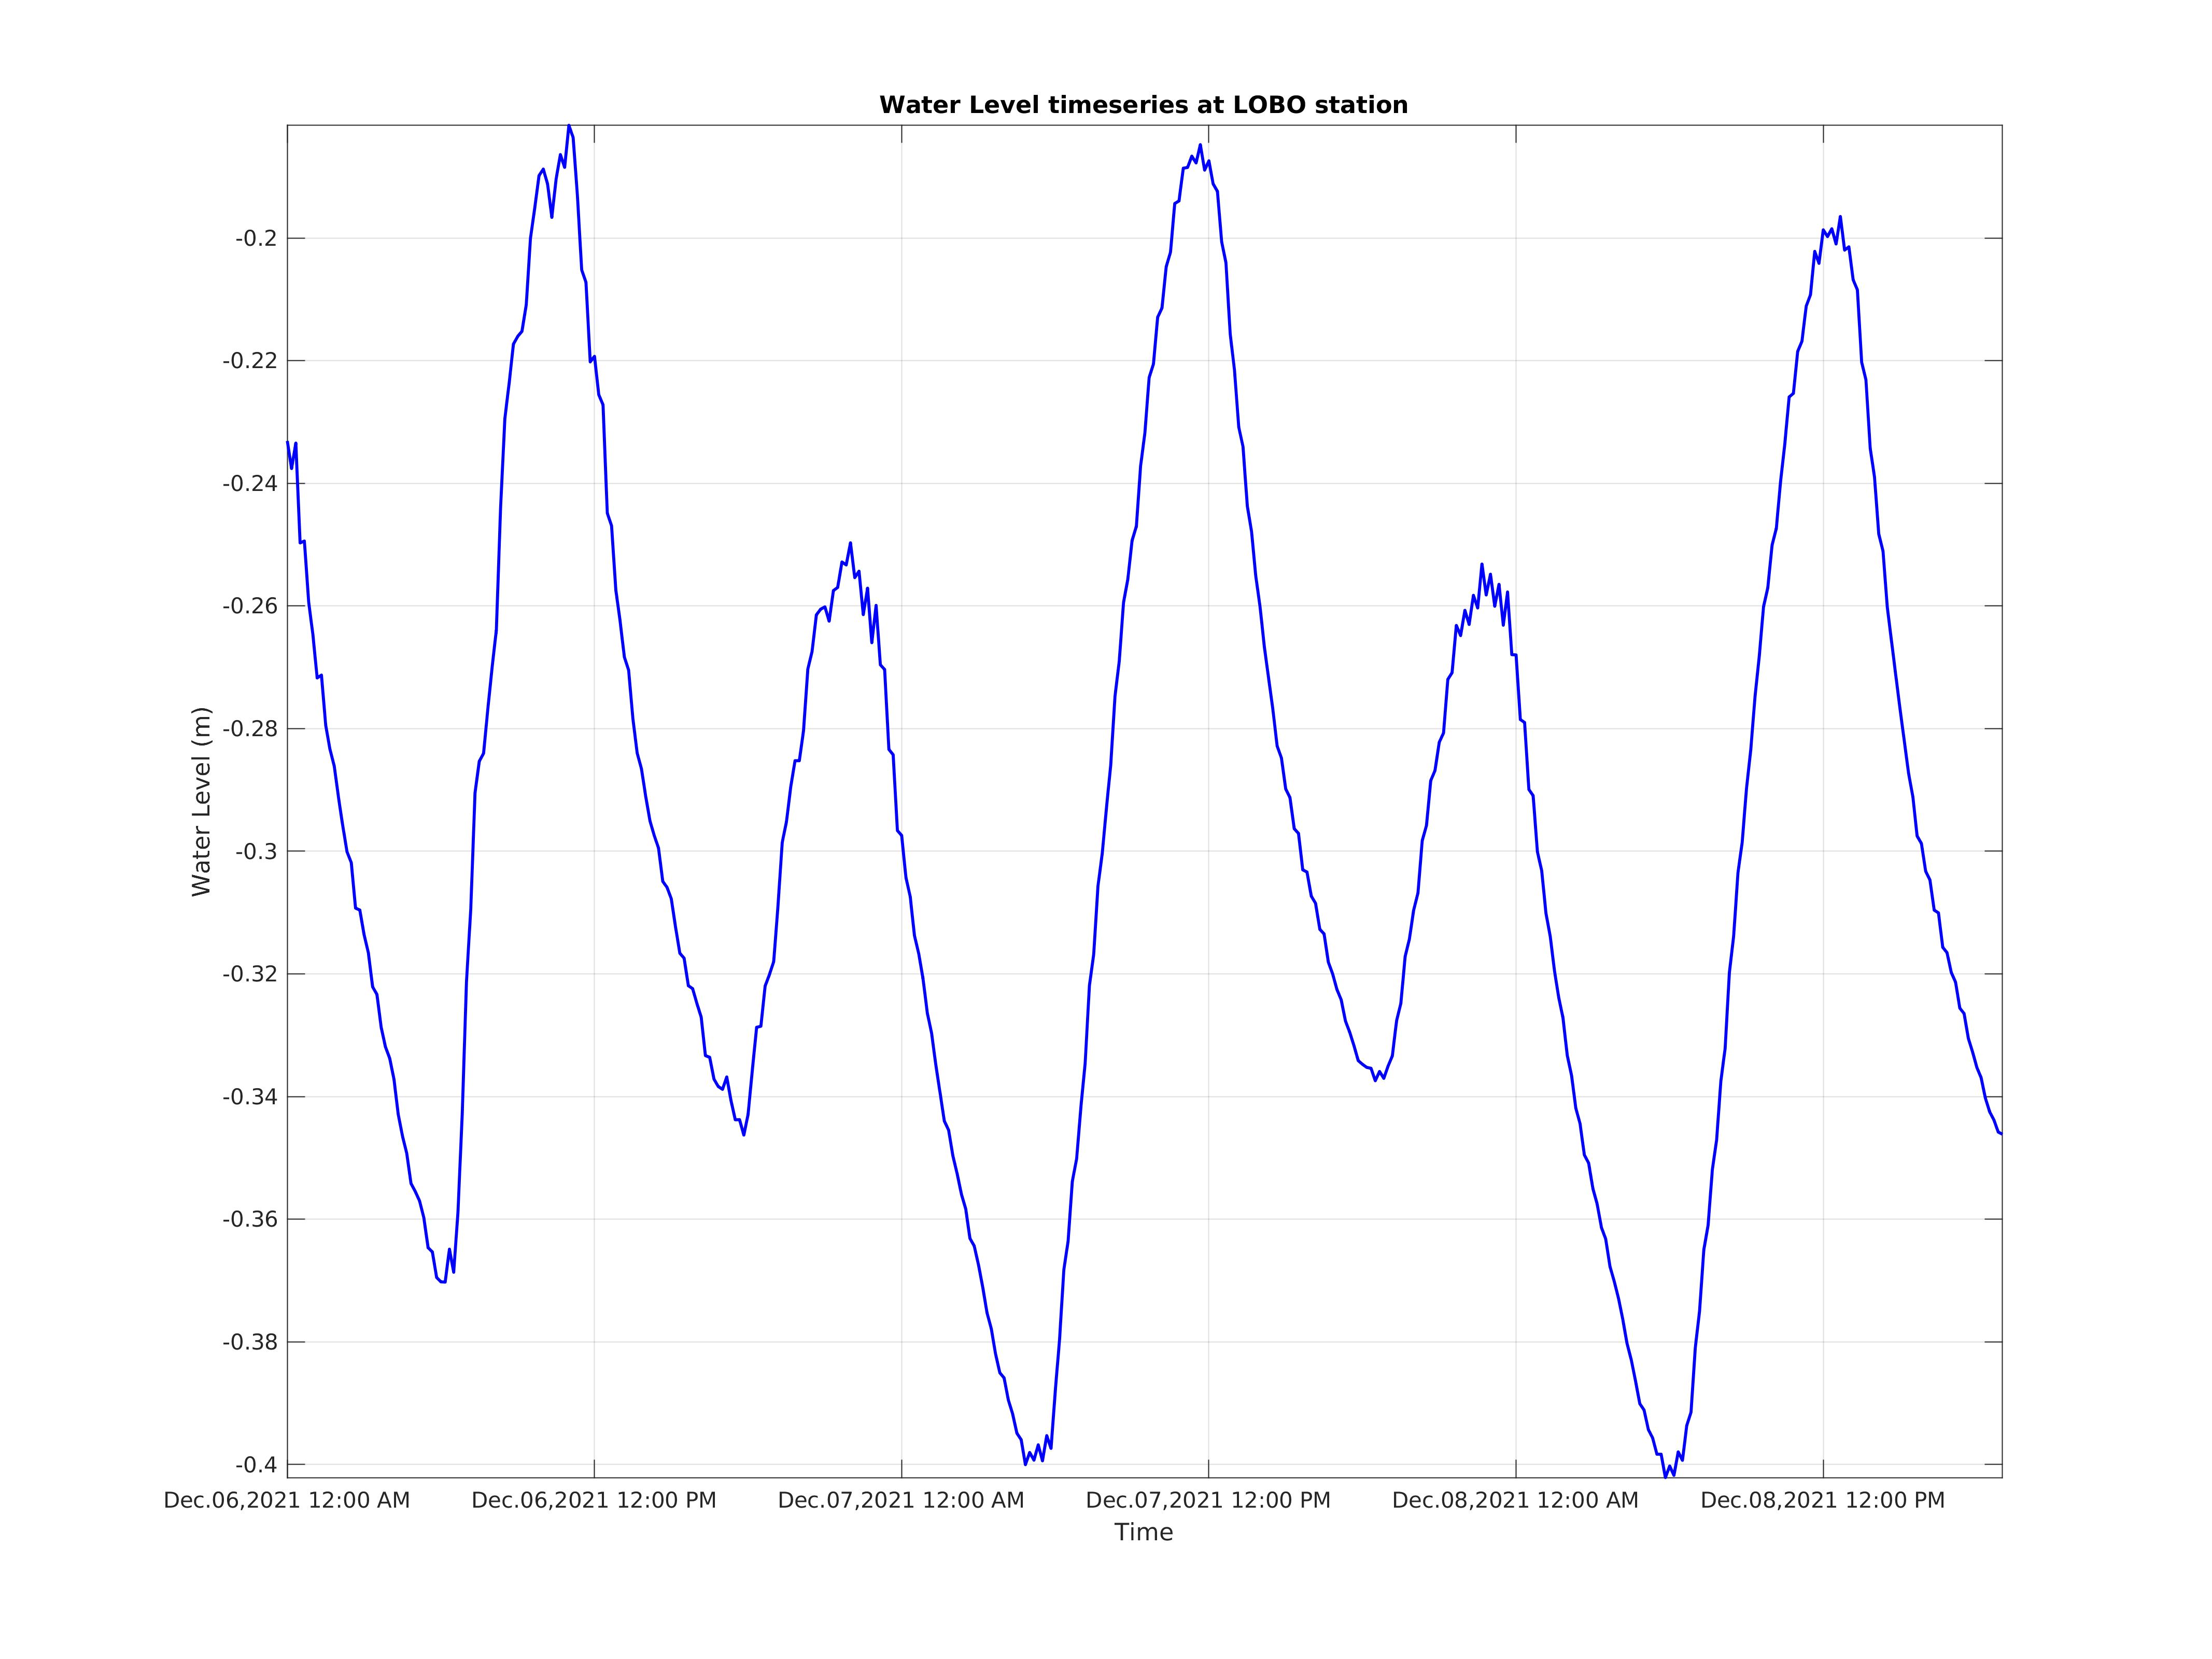 Water Level timeseries at LOBO station
-0.2
-0.22
-0.24
-0.26
-0.28
-0.3
-0.32
-0.34
-0.36
-0.38
-0.4
Water Level (m)
Dec.06,2021 12:00 AM
Dec.06,2021 12:00 PM
Dec.07,2021 12:00 AM
Dec.07,2021 12:00 PM
Dec.08,2021 12:00 AM
Dec.08,2021 12:00 PM
Time